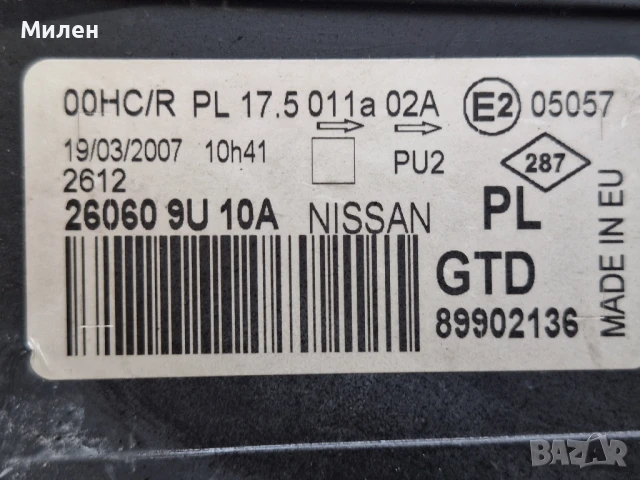 Милен
00HC/R PL 17.5 011a 02A E2 05057
19/03/2007 10h41 PU2 287
2612
26060 9U 10A NISSAN PL
GTD
89902136
MADE IN EU
BAZAR